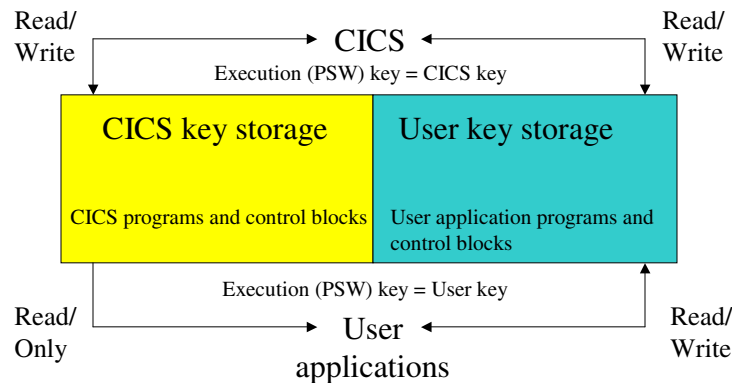 Read/
Write
CICS
Read/
Write
Execution (PSW) key = CICS key
CICS key storage
User key storage
CICS programs and control blocks
User application programs and
control blocks
Execution (PSW) key = User key
Read/
Only
User
applications
Read/
Write